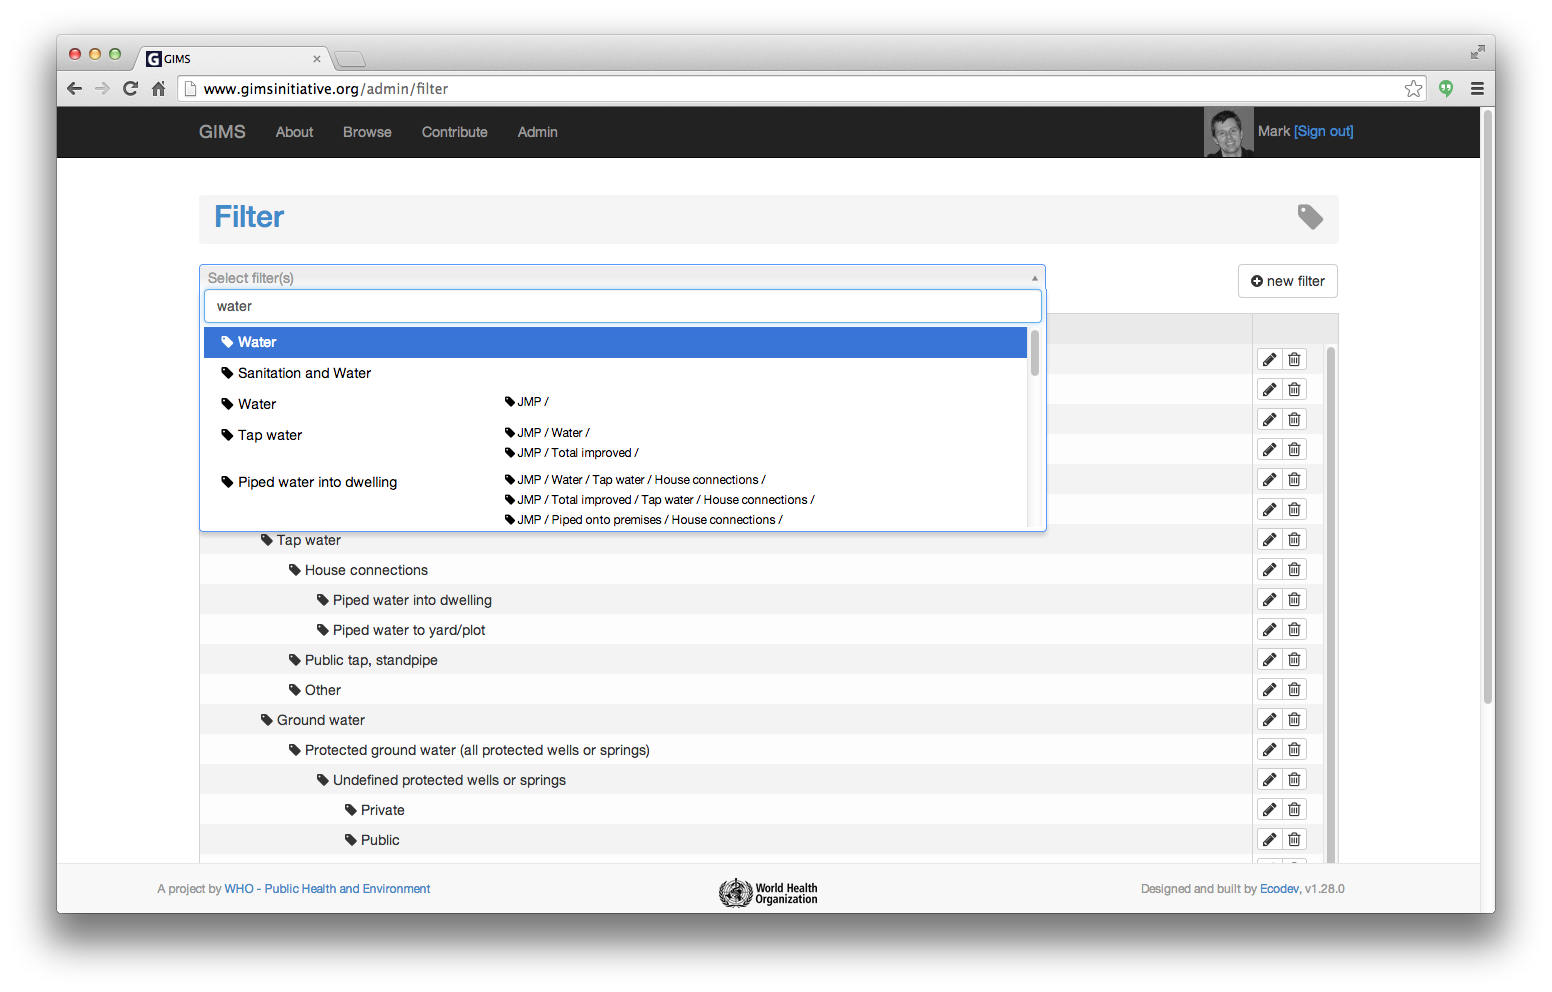 GIMS
www.gimsinitiative.org/admin/filter
GIMS About Browse Contribute Admin Mark [Sign out]
Filter
Select filter(s)
new filter
water
Water
Sanitation and Water
Water JMP /
Tap water JMP / Water /
JMP / Total improved /
Piped water into dwelling JMP / Water / Tap water / House connections /
JMP / Total improved / Tap water / House connections /
JMP / Piped onto premises / House connections /
Tap water
House connections
Piped water into dwelling
Piped water to yard/plot
Public tap, standpipe
Other
Ground water
Protected ground water (all protected wells or springs)
Undefined protected wells or springs
Private
Public
A project by WHO - Public Health and Environment
World Health
Organization
Designed and built by Ecodev, v1.28.0